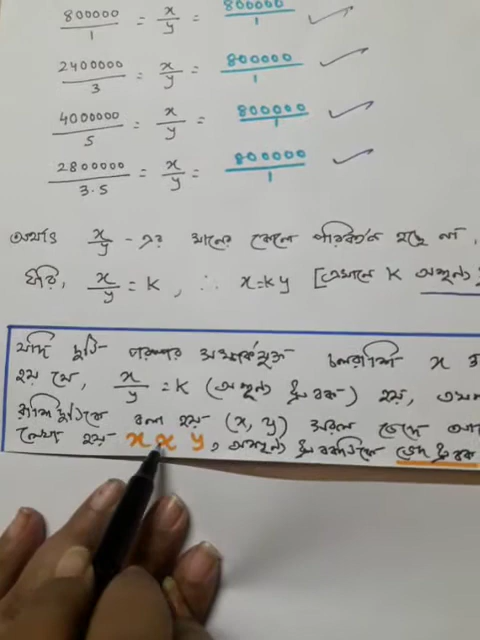 800000/1 = x/y = 800000/1
2400000/3 = x/y = 800000/1
4000000/5 = x/y = 800000/1
2800000/3.5 = x/y = 800000/1
অর্থাৎ x/y -এর মানের কোনো পরিবর্তন হচ্ছে না,
ধরি, x/y = k, ∴ x=ky [যেখানে k অশূন্য
যদি দুটি পরস্পর সম্পর্কযুক্ত চলরাশি x
হয় যে, x/y = k (অশূন্য ধ্রুবক) হয়, তখন
রাশিদুটিকে বলা হয় (x, y) সরল ভেদে
লেখা হয় x ∝ y, অশূন্য ধ্রুবকটিকে ভেদ ধ্রুবক